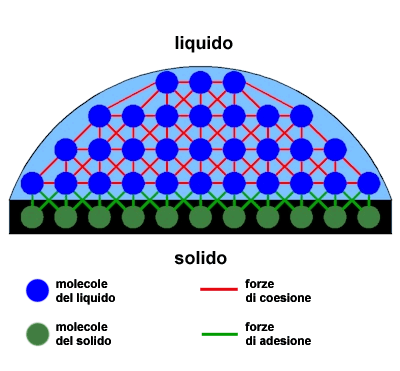 liquido
solido
molecole
del liquido
forze
di coesione
molecole
del solido
forze
di adesione